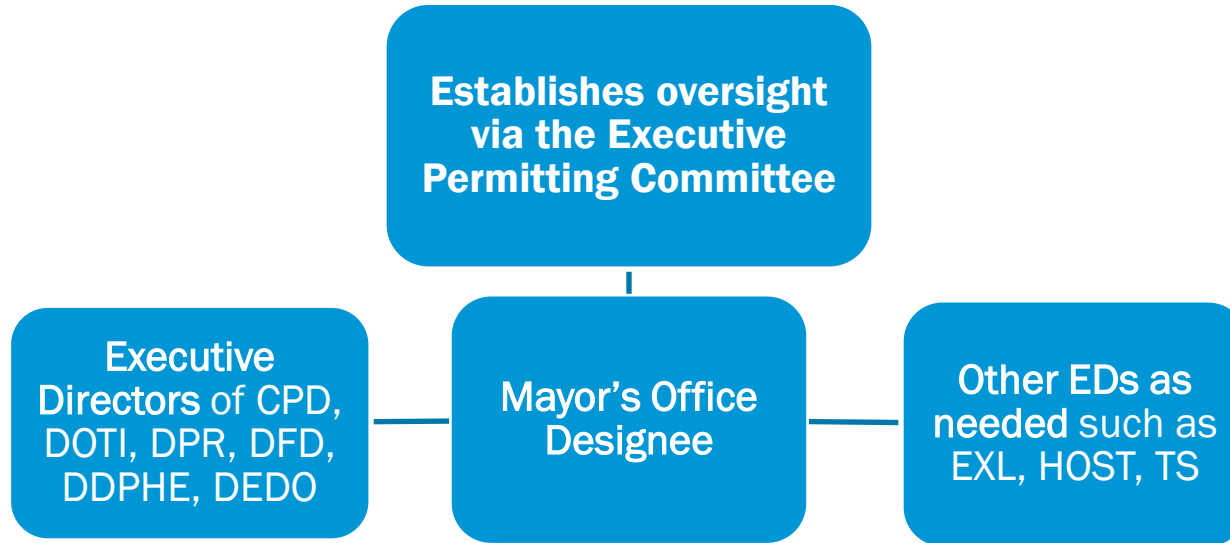 Establishes oversight
via the Executive
Permitting Committee
Executive
Directors of CPD,
DOTI, DPR, DFD,
DDPHE, DEDO
Mayor’s Office
Designee
Other EDs as
needed such as
EXL, HOST, TS